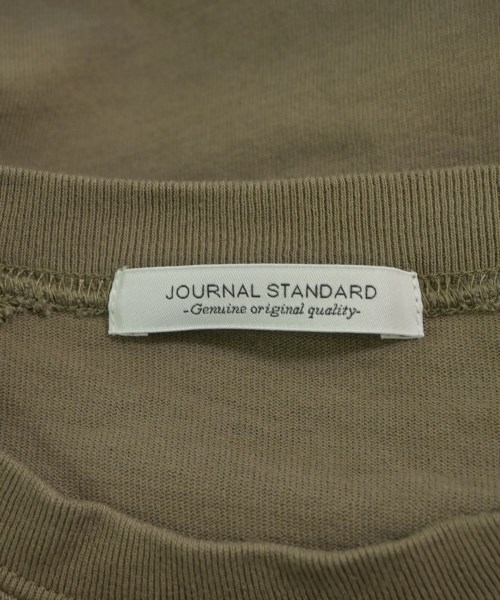 JOURNAL STANDARD
-Genuine original quality-